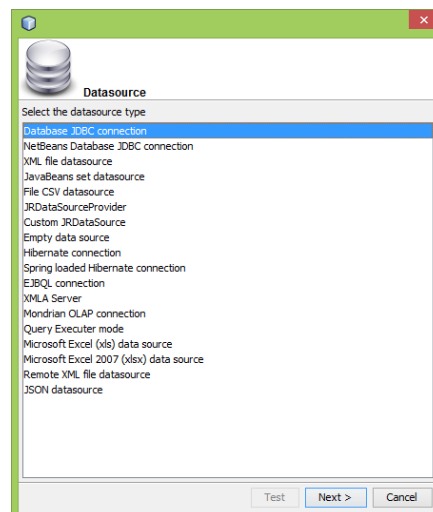 Datasource
Select the datasource type
Database JDBC connection
NetBeans Database JDBC connection
XML file datasource
JavaBeans set datasource
File CSV datasource
JRDataSourceProvider
Custom JRDataSource
Empty data source
Hibernate connection
Spring loaded Hibernate connection
EJBQL connection
XMLA Server
Mondrian OLAP connection
Query Executer mode
Microsoft Excel (xls) data source
Microsoft Excel 2007 (xlsx) data source
Remote XML file datasource
JSON datasource
Test Next > Cancel